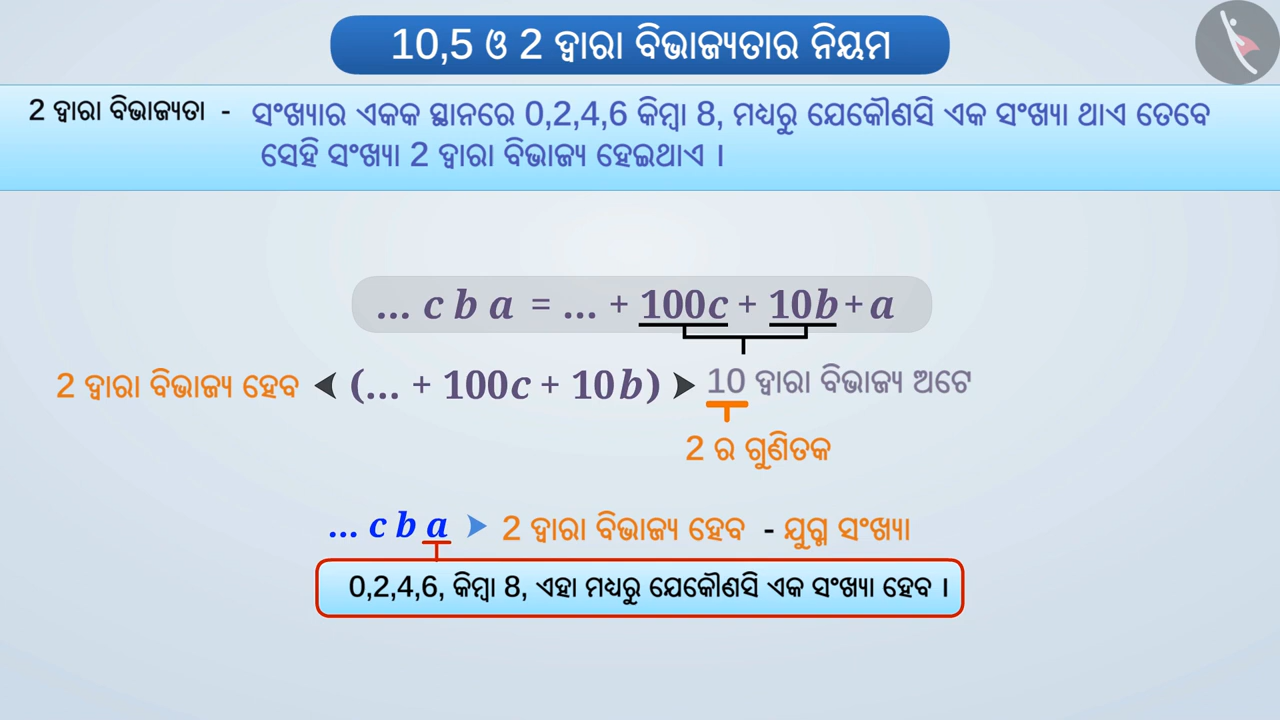 10,5 ଓ 2 ଦ୍ୱାରା ବିଭାଜ୍ୟତାର ନିୟମ
2 ଦ୍ୱାରା ବିଭାଜ୍ୟତା - ସଂଖ୍ୟାର ଏକକ ସ୍ଥାନରେ 0,2,4,6 କିମ୍ବା 8, ମଧ୍ୟରୁ ଯେକୌଣସି ଏକ ସଂଖ୍ୟା ଥାଏ ତେବେ
ସେହି ସଂଖ୍ୟା 2 ଦ୍ୱାରା ବିଭାଜ୍ୟ ହେଇଥାଏ ।
... c b a = ... + 100c + 10b + a
2 ଦ୍ୱାରା ବିଭାଜ୍ୟ ହେବ (... + 100c + 10b) 10 ଦ୍ୱାରା ବିଭାଜ୍ୟ ଅଟେ
2 ର ଗୁଣିତକ
... c b a 2 ଦ୍ୱାରା ବିଭାଜ୍ୟ ହେବ - ଯୁଗ୍ମ ସଂଖ୍ୟା
0,2,4,6, କିମ୍ବା 8, ଏହା ମଧ୍ୟରୁ ଯେକୌଣସି ଏକ ସଂଖ୍ୟା ହେବ ।